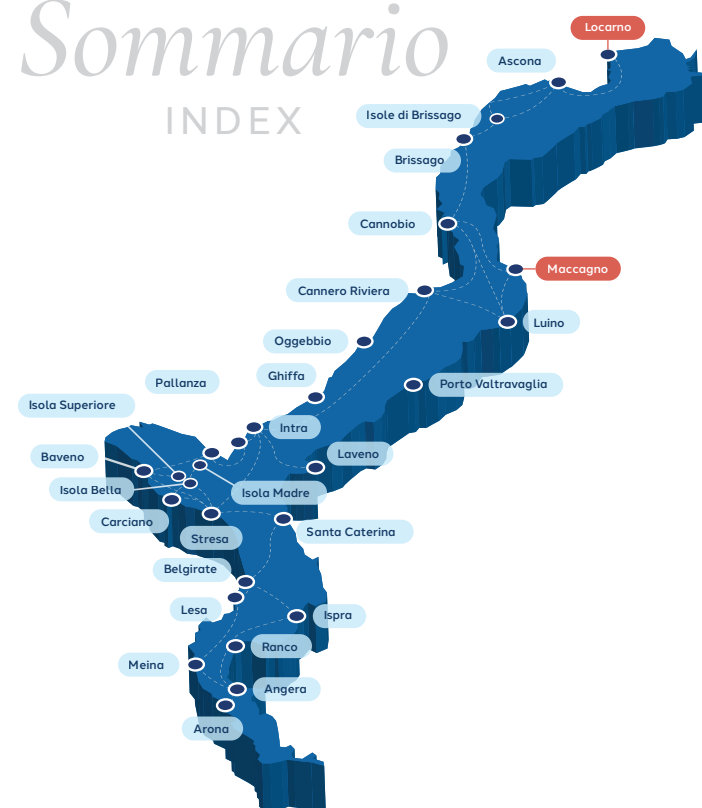 Sommario
INDEX
Locarno
Ascona
Isole di Brissago
Brissago
Cannobio
Maccagno
Cannero Riviera
Luino
Oggebbio
Ghiffa
Pallanza
Porto Valtravaglia
Isola Superiore
Intra
Baveno
Laveno
Isola Bella
Isola Madre
Carciano
Stresa
Santa Caterina
Belgirate
Lesa
Ispra
Ranco
Meina
Angera
Arona